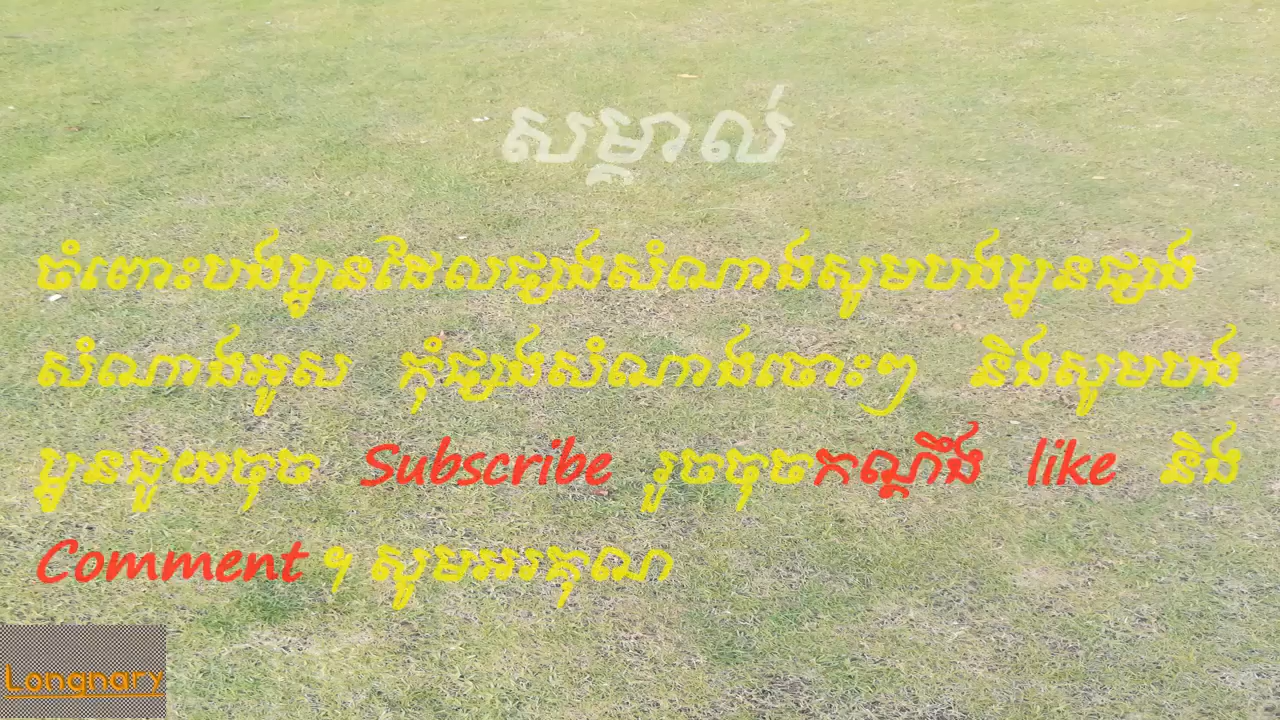 សម្គាល់
ចំពោះបងប្អូនដែលផ្សងសំណាងសូមបងប្អូនផ្សង
សំណាងអូស កុំផ្សងសំណាងចោះៗ និងសូមបង
ប្អូនជួយចុច Subscribe រួចចុចកណ្ដឹង like និង
Comment ។ សូមអរគុណ
Longnary